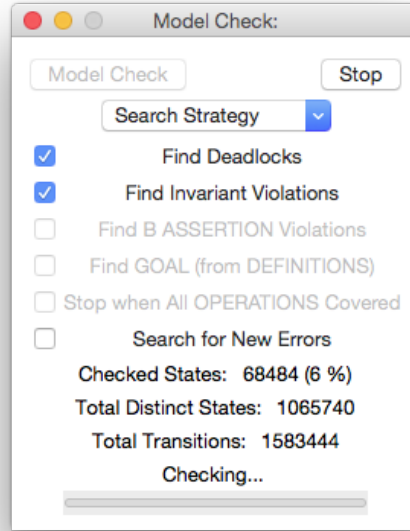 Model Check:
Model Check Stop
Search Strategy
Find Deadlocks
Find Invariant Violations
Find B ASSERTION Violations
Find GOAL (from DEFINITIONS)
Stop when All OPERATIONS Covered
Search for New Errors
Checked States: 68484 (6 %)
Total Distinct States: 1065740
Total Transitions: 1583444
Checking...